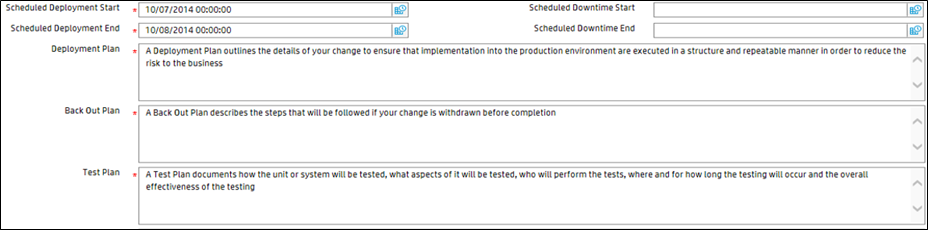 Scheduled Deployment Start * 10/07/2014 00:00:00 Scheduled Downtime Start
Scheduled Deployment End * 10/08/2014 00:00:00 Scheduled Downtime End
Deployment Plan * A Deployment Plan outlines the details of your change to ensure that implementation into the production environment are executed in a structure and repeatable manner in order to reduce the
risk to the business
Back Out Plan * A Back Out Plan describes the steps that will be followed if your change is withdrawn before completion
Test Plan * A Test Plan documents how the unit or system will be tested, what aspects of it will be tested, who will perform the tests, where and for how long the testing will occur and the overall
effectiveness of the testing